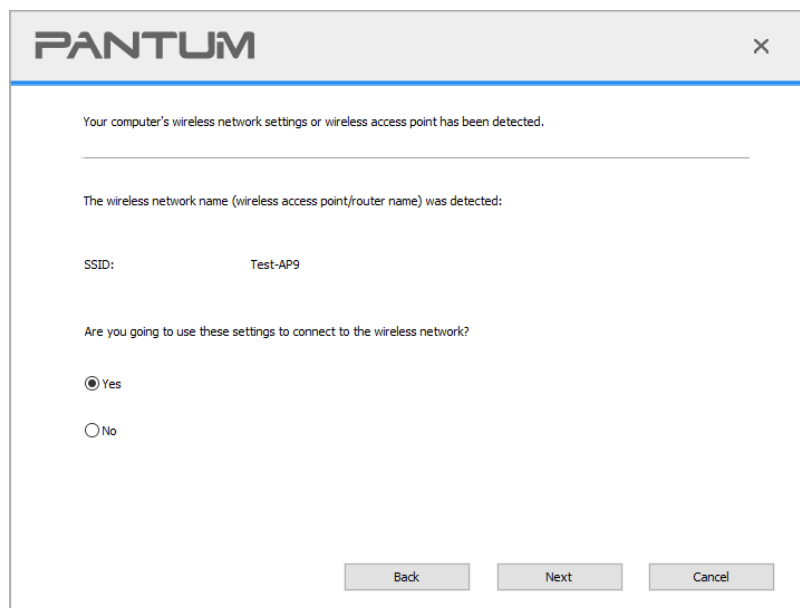 PANTUM
Your computer's wireless network settings or wireless access point has been detected.
The wireless network name (wireless access point/router name) was detected:
SSID: Test-AP9
Are you going to use these settings to connect to the wireless network?
Yes
No
Back Next Cancel